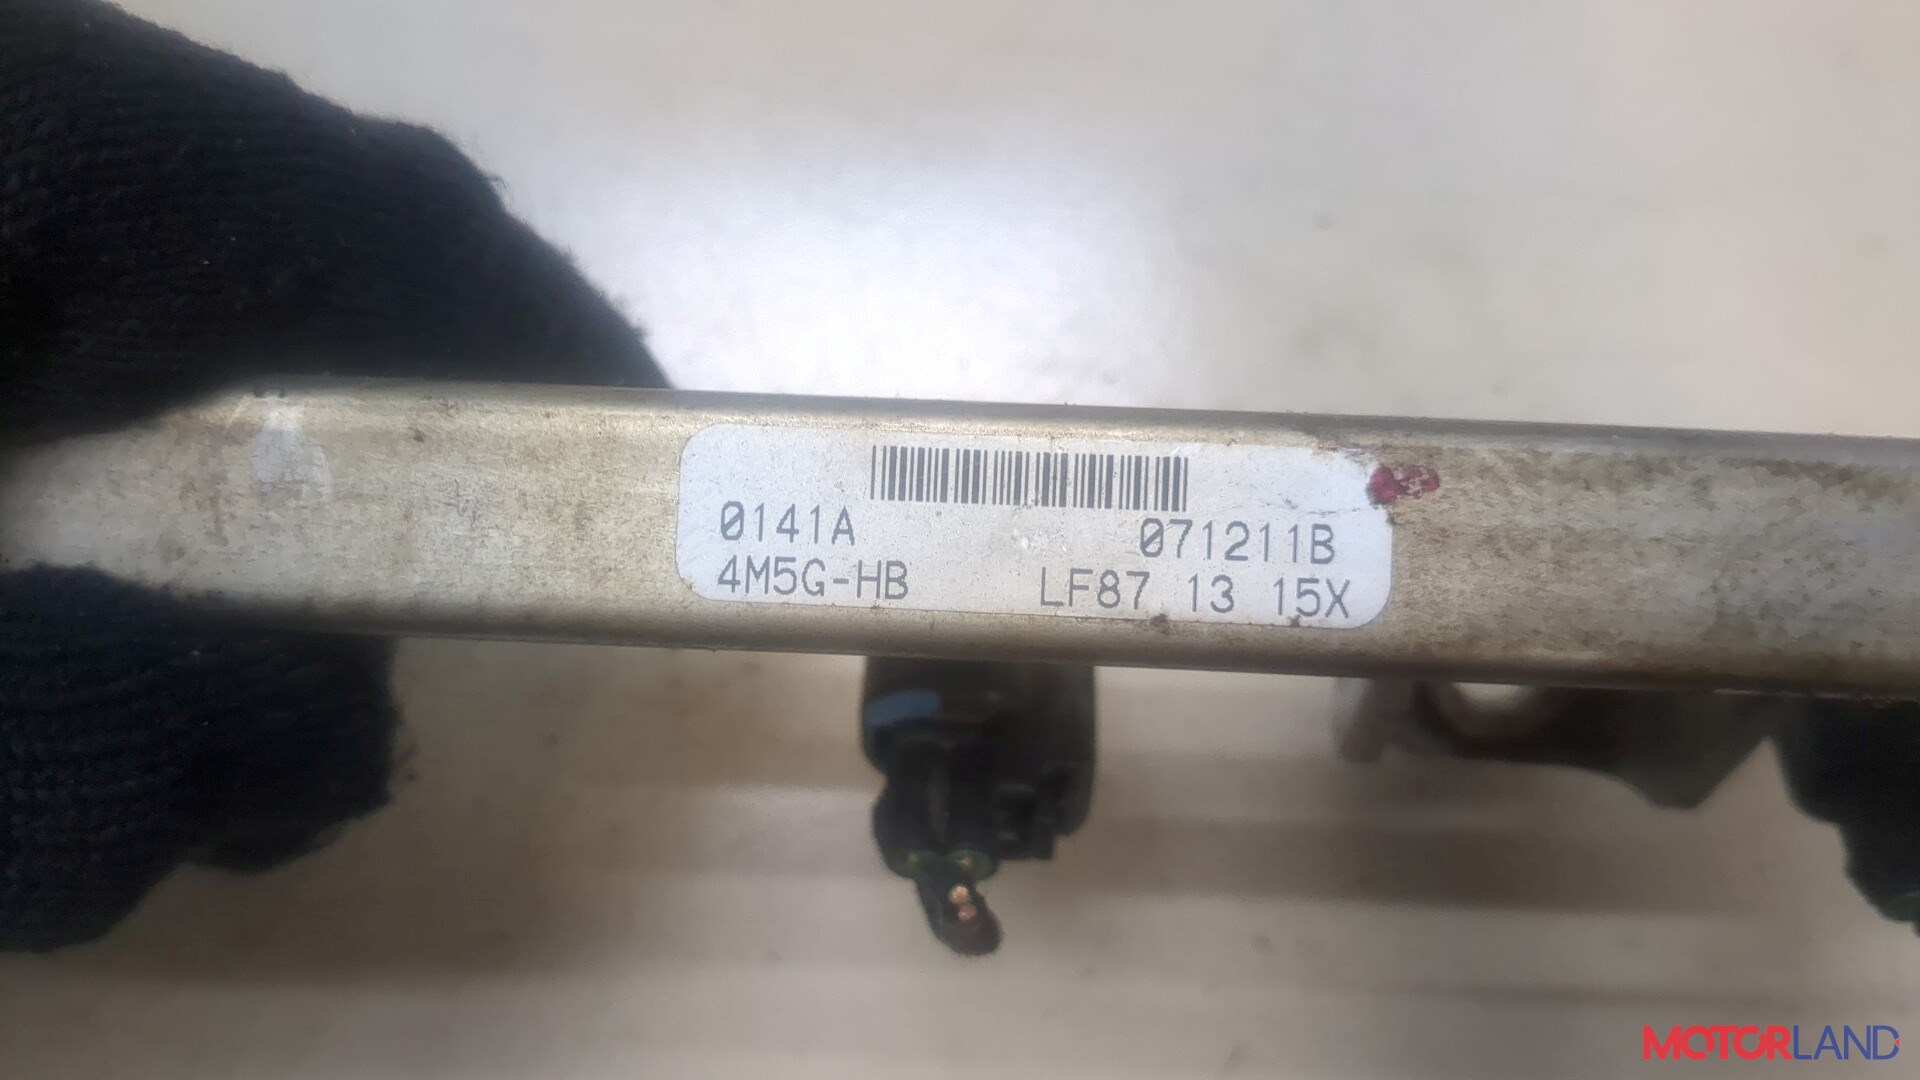 0141A 071211B
4M5G-HB LF87 13 15X
MOTORLAND